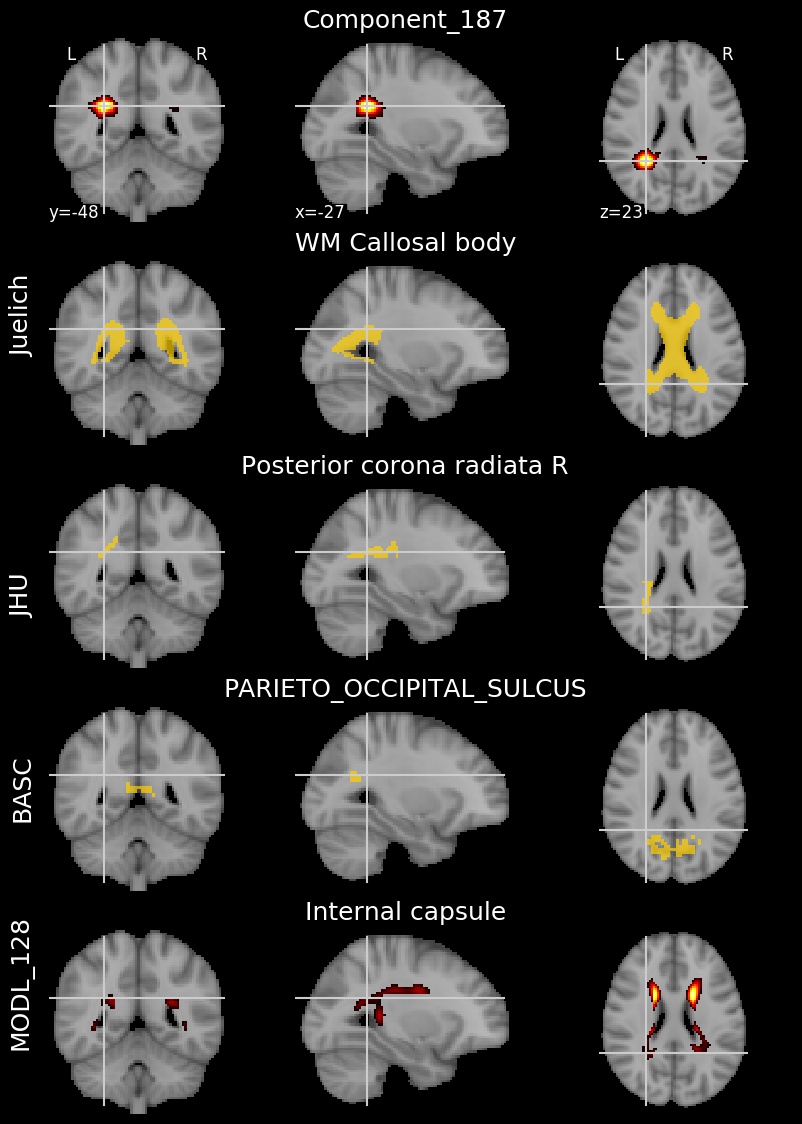 Component_187
L R L R
y=-48 x=-27 z=23
WM Callosal body
Juelich
Posterior corona radiata R
JHU
PARIETO_OCCIPITAL_SULCUS
BASC
Internal capsule
MODL_128